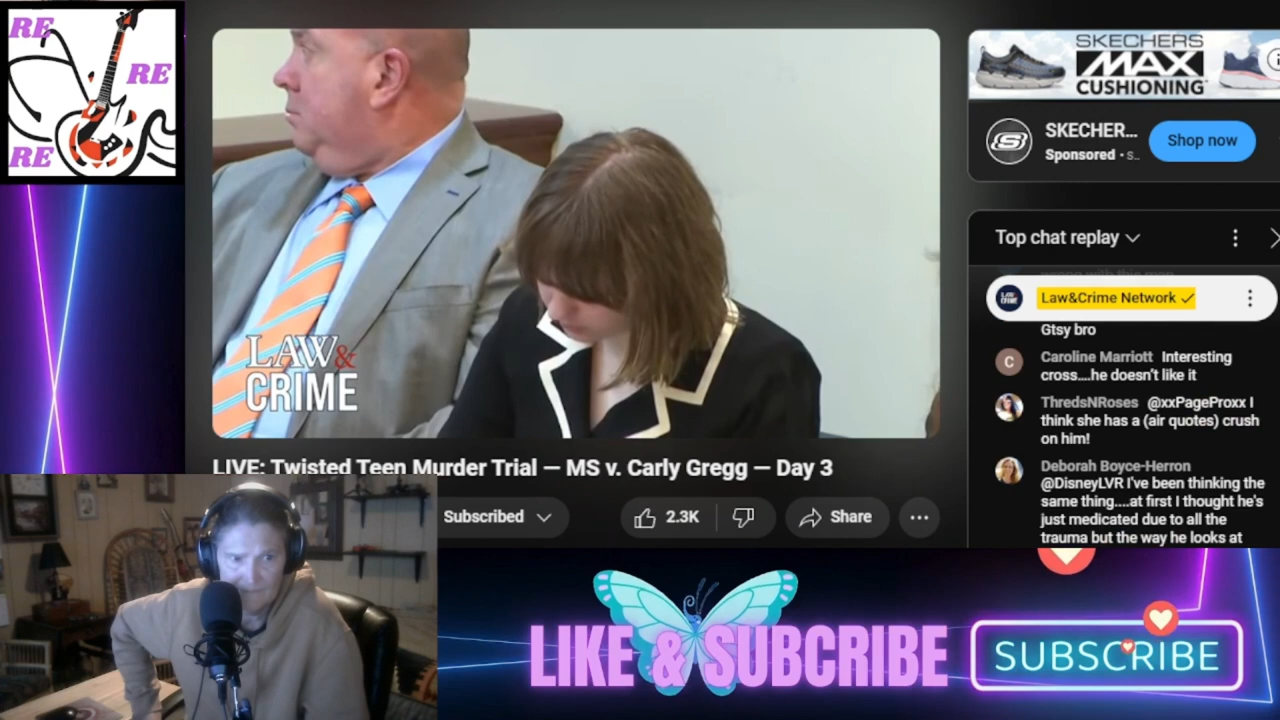 RE
RE
RE
LAW&
CRIME
LIVE: Twisted Teen Murder Trial — MS v. Carly Gregg — Day 3
Subscribed
2.3K
Share
SKECHERS
MAX
CUSHIONING
SKECHER...
Sponsored · s..
Shop now
Top chat replay
Law&Crime Network
Gtsy bro
Caroline Marriott Interesting
cross....he doesn't like it
ThredsNRoses @xxPageProxx I
think she has a (air quotes) crush
on him!
Deborah Boyce-Herron
@DisneyLVR I've been thinking the
same thing....at first I thought he's
just medicated due to all the
trauma but the way he looks at
LIKE & SUBCRIBE
SUBSCRIBE